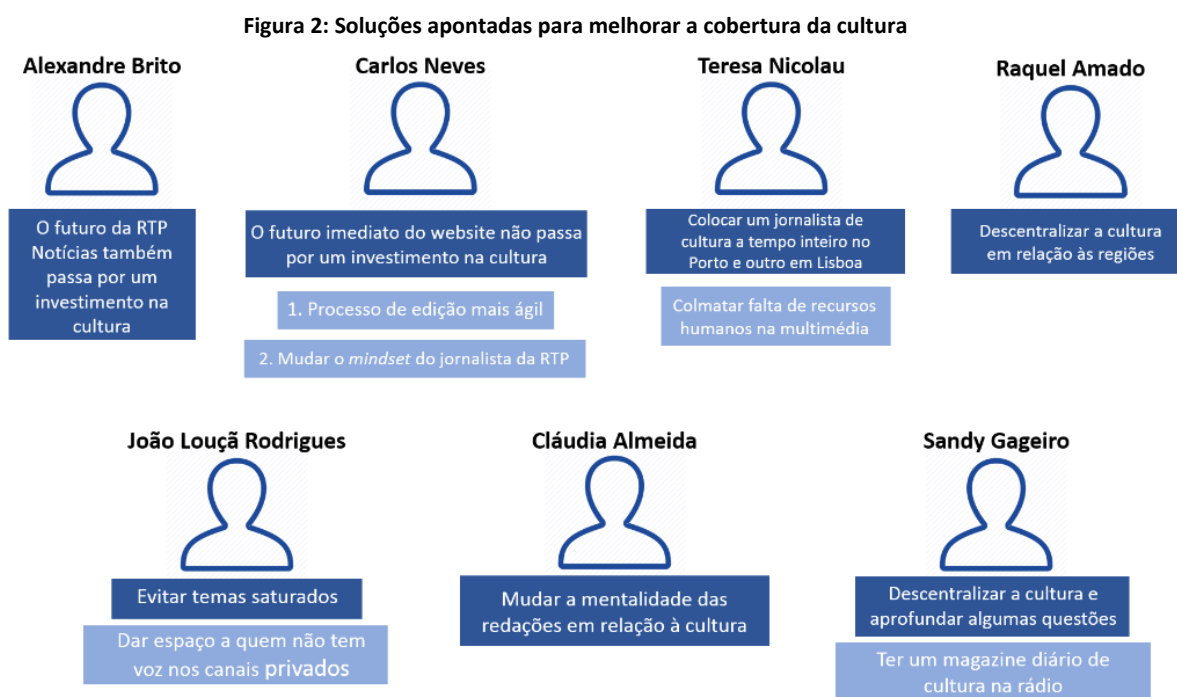 Figura 2: Soluções apontadas para melhorar a cobertura da cultura
Alexandre Brito
O futuro da RTP
Notícias também
passa por um
investimento na
cultura
Carlos Neves
O futuro imediato do website não passa
por um investimento na cultura
1. Processo de edição mais ágil
2. Mudar o mindset do jornalista da RTP
Teresa Nicolau
Colocar um jornalista de
cultura a tempo inteiro no
Porto e outro em Lisboa
Colmatar falta de recursos
humanos na multimédia
Raquel Amado
Descentralizar a cultura
em relação às regiões
João Louçã Rodrigues
Evitar temas saturados
Dar espaço a quem não tem
voz nos canais privados
Cláudia Almeida
Mudar a mentalidade das
redações em relação à cultura
Sandy Gageiro
Descentralizar a cultura e
aprofundar algumas questões
Ter um magazine diário de
cultura na rádio